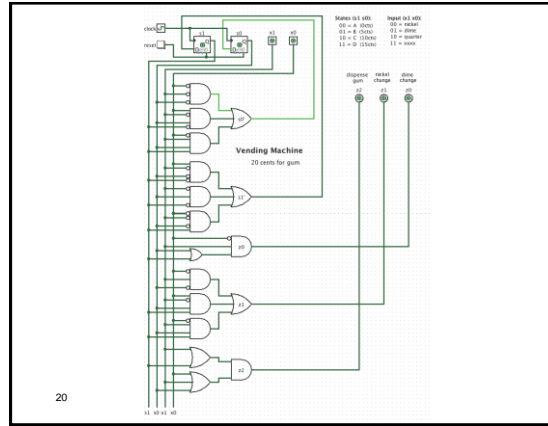 clock
reset
s1
s0
x1
x0
States (s1 s0):
00 = A (0cts)
01 = B (5cts)
10 = C (10cts)
11 = D (15cts)
Input (x1 x0):
00 = nickel
01 = dime
10 = quarter
11 = xxxx
dispense gum
nickel change
dime change
z2
z1
z0
s0'
Vending Machine
20 cents for gum
s1'
z0
z1
z2
20
s1 s0 x1 x0